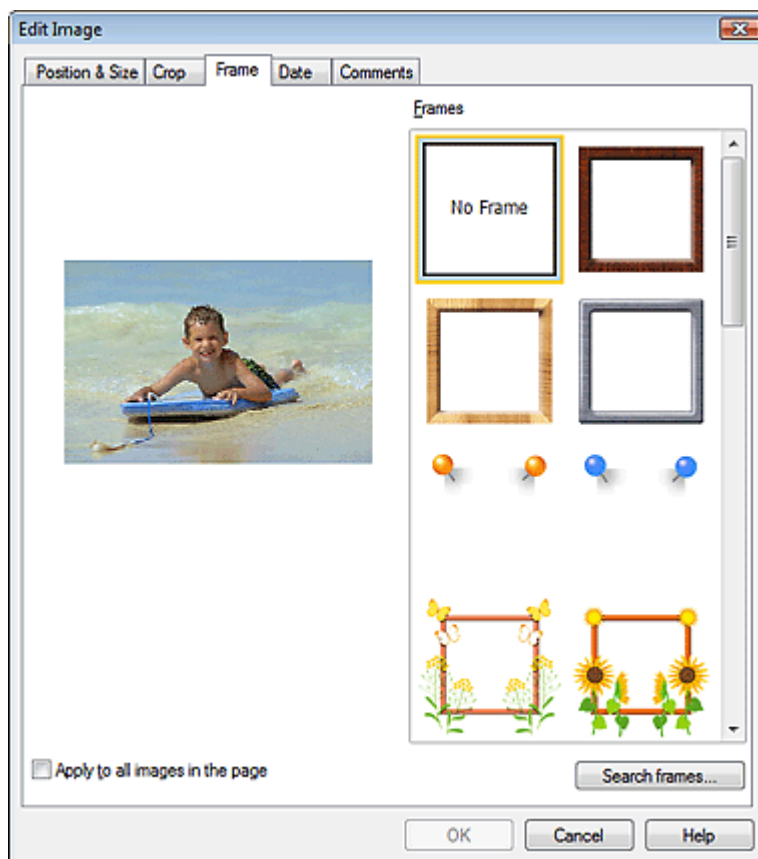 Edit Image
Position & Size Crop Frame Date Comments
Frames
No Frame
Apply to all images in the page
Search frames...
OK Cancel Help